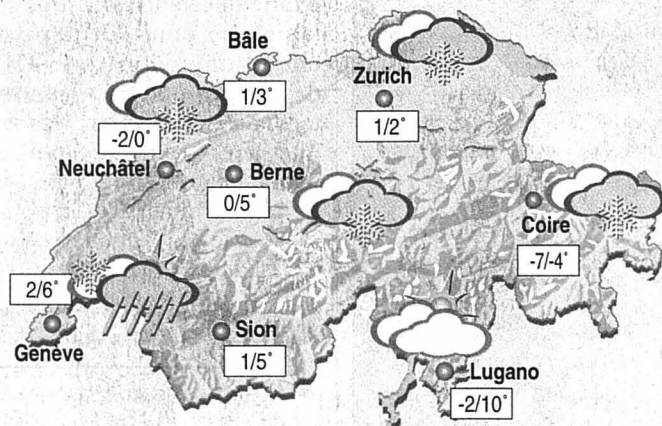 Bâle
1/3°
Zurich
1/2°
-2/0°
Neuchâtel
Berne
0/5°
Coire
-7/-4°
2/6°
Genève
Sion
1/5°
Lugano
-2/10°